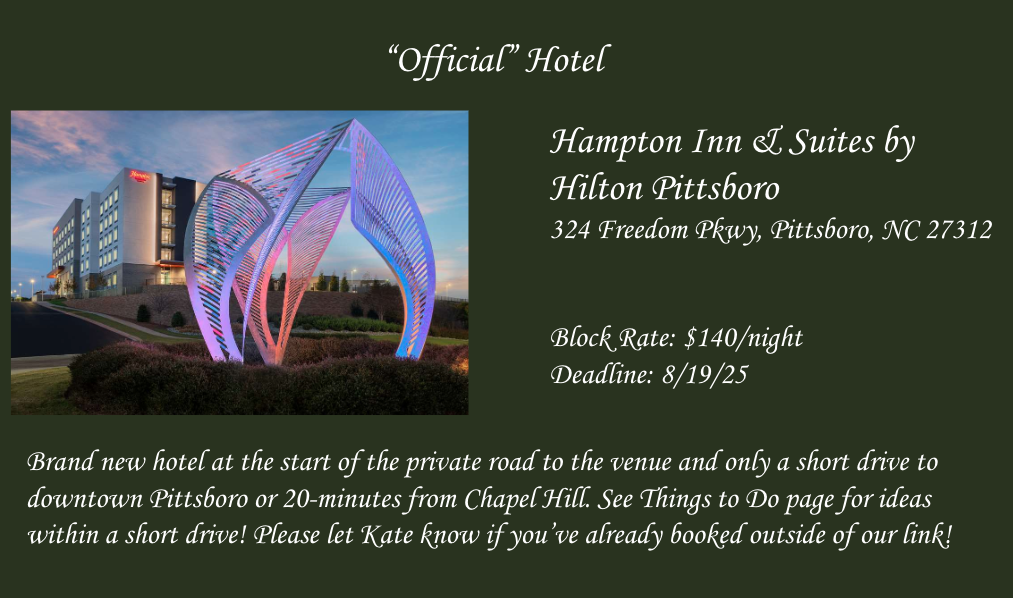 “Official” Hotel
Hampton
Hampton Inn & Suites by
Hilton Pittsboro
324 Freedom Pkwy, Pittsboro, NC 27312
Block Rate: $140/night
Deadline: 8/19/25
Brand new hotel at the start of the private road to the venue and only a short drive to
downtown Pittsboro or 20-minutes from Chapel Hill. See Things to Do page for ideas
within a short drive! Please let Kate know if you’ve already booked outside of our link!